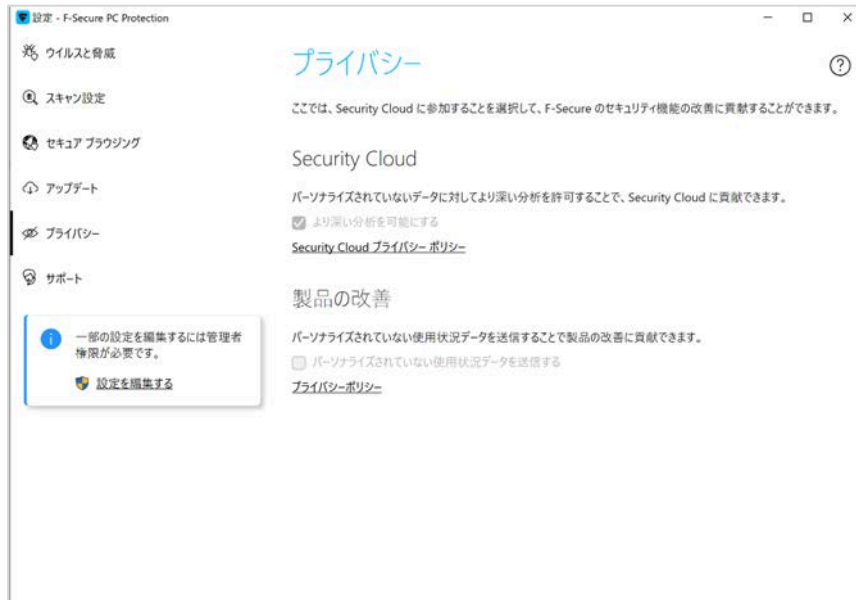 設定 - F-Secure PC Protection
ウイルスと脅威
スキャン設定
セキュア ブラウジング
アップデート
プライバシー
サポート
一部の設定を編集するには管理者
権限が必要です。
設定を編集する
プライバシー
ここでは、Security Cloud に参加することを選択して、F-Secure のセキュリティ機能の改善に貢献することができます。
Security Cloud
パーソナライズされていないデータに対してより深い分析を許可することで、Security Cloud に貢献できます。
より深い分析を可能にする
Security Cloud プライバシー ポリシー
製品の改善
パーソナライズされていない使用状況データを送信することで製品の改善に貢献できます。
パーソナライズされていない使用状況データを送信する
プライバシーポリシー